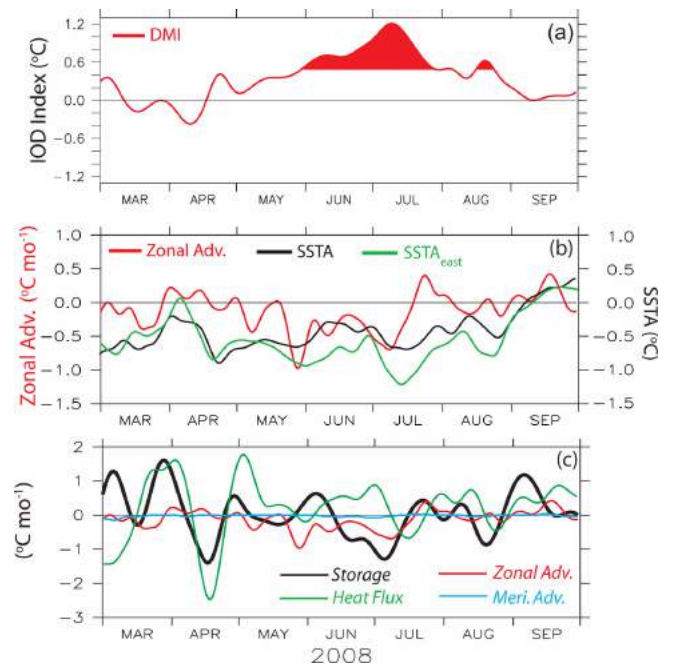 1.2
(a)
DMI
0.6
IOD Index (°C)
0.0
-0.6
-1.2
MAR APR MAY JUN JUL AUG SEP
1.0 1.0
Zonal Adv. SSTA SSTAeast (b)
0.5 0.5
0.0 0.0
Zonal Adv. (°C mo-1) SSTA (°C)
-0.5 -0.5
-1.0 -1.0
-1.5 -1.5
MAR APR MAY JUN JUL AUG SEP
2
(c)
1
(°C mo-1)
0
-1
-2
Storage Zonal Adv.
Heat Flux Meri. Adv.
-3
MAR APR MAY JUN JUL AUG SEP
2008